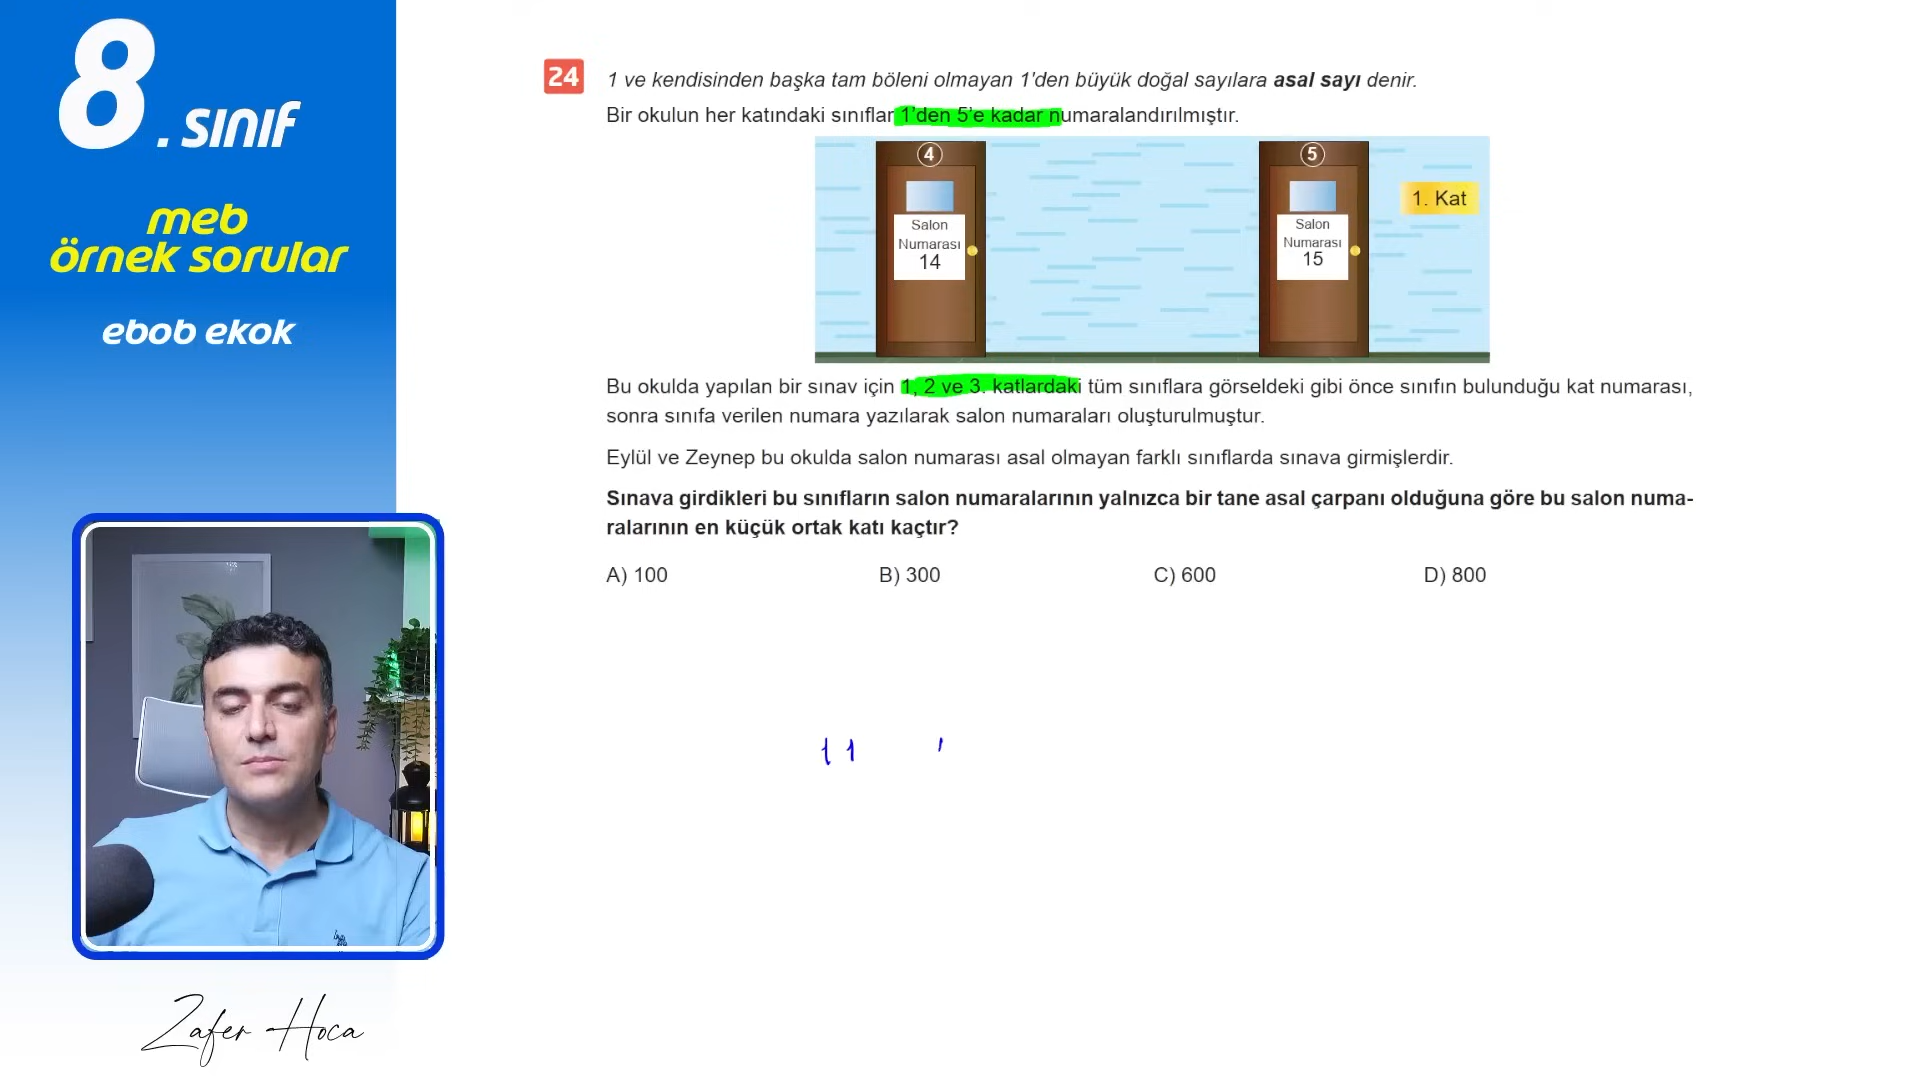 8. sınıf
meb
örnek sorular
ebob ekok
24 1 ve kendisinden başka tam böleni olmayan 1'den büyük doğal sayılara asal sayı denir.
Bir okulun her katındaki sınıflar 1'den 5'e kadar numaralandırılmıştır.
4
Salon
Numarası
14
5
Salon
Numarası
15
1. Kat
Bu okulda yapılan bir sınav için 1, 2 ve 3. katlardaki tüm sınıflara görseldeki gibi önce sınıfın bulunduğu kat numarası,
sonra sınıfa verilen numara yazılarak salon numaraları oluşturulmuştur.
Eylül ve Zeynep bu okulda salon numarası asal olmayan farklı sınıflarda sınava girmişlerdir.
Sınava girdikleri bu sınıfların salon numaralarının yalnızca bir tane asal çarpanı olduğuna göre bu salon numa-
ralarının en küçük ortak katı kaçtır?
A) 100 B) 300 C) 600 D) 800
11
Zafer Hoca